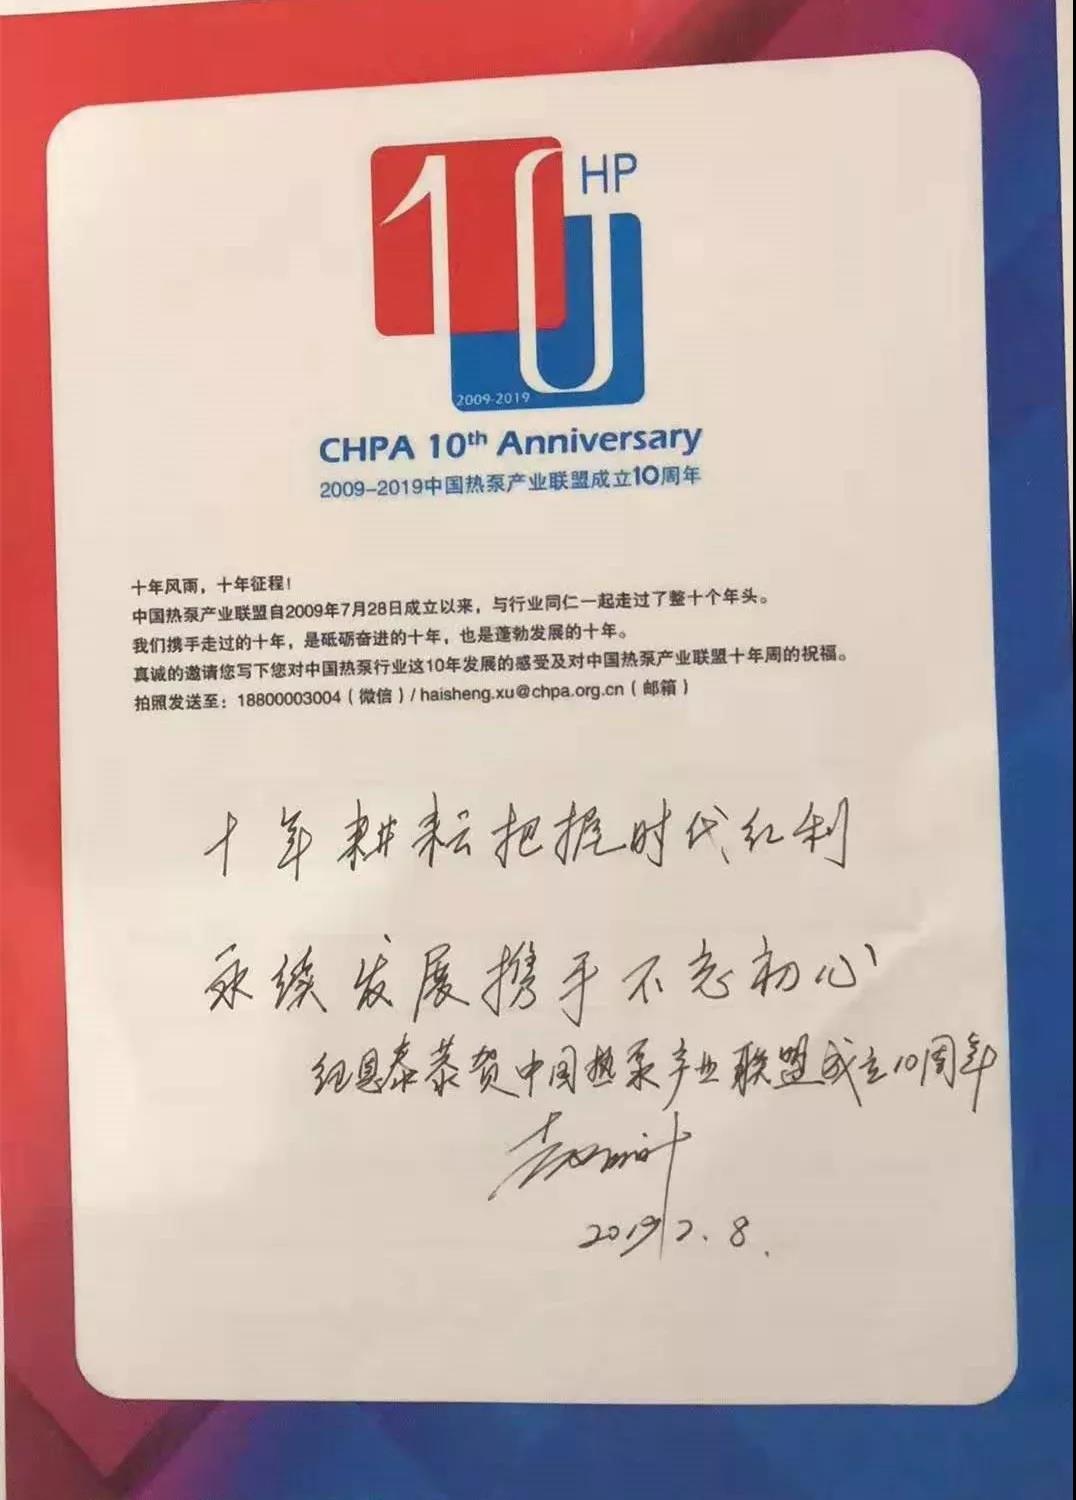 10
HP
2009-2019
CHPA 10th Anniversary
2009-2019中国热泵产业联盟成立10周年
十年风雨，十年征程！
中国热泵产业联盟自2009年7月28日成立以来，与行业同仁一起走过了整十个年头。
我们携手走过的十年，是砥砺奋进的十年，也是蓬勃发展的十年。
真诚的邀请您写下您对中国热泵行业这10年发展的感受及对中国热泵产业联盟十年周的祝福。
拍照发送至：18800003004（微信）/ haisheng.xu@chpa.org.cn（邮箱）
十年耕耘把握时代红利
永续发展携手不忘初心
纽恩泰恭贺中国热泵产业联盟成立10周年
2019 7.8.